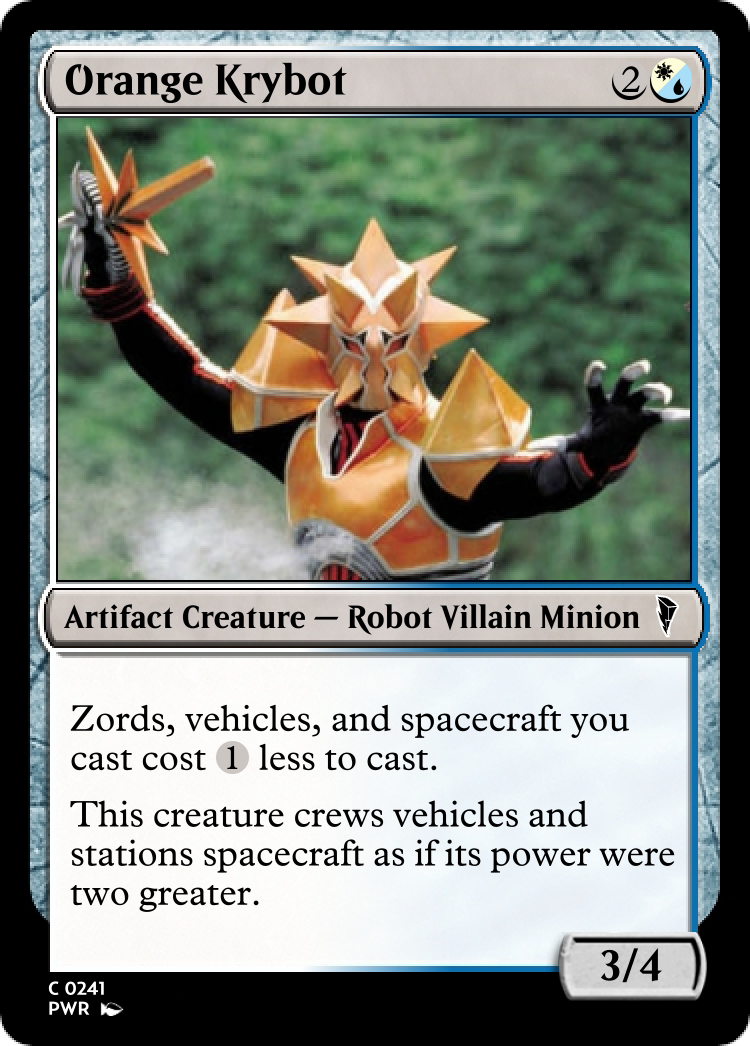 Orange Krybot 2
Artifact Creature — Robot Villain Minion
Zords, vehicles, and spacecraft you
cast cost 1 less to cast.
This creature crews vehicles and
stations spacecraft as if its power were
two greater.
3/4
C 0241
PWR